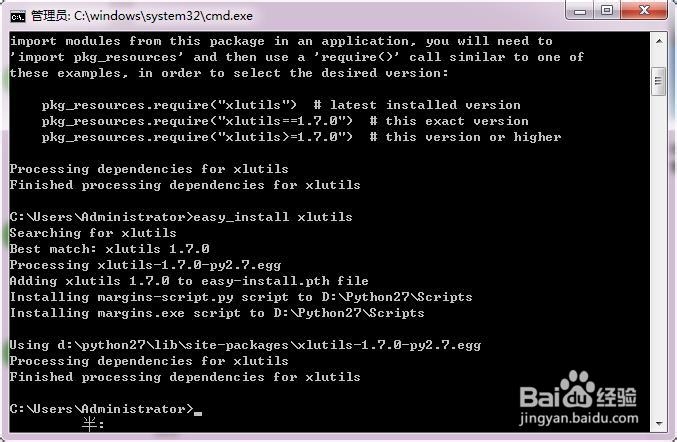 管理员: C:\windows\system32\cmd.exe
import modules from this package in an application, you will need to
'import pkg_resources' and then use a 'require()' call similar to one of
these examples, in order to select the desired version:
pkg_resources.require("xlutils")  # latest installed version
pkg_resources.require("xlutils==1.7.0")  # this exact version
pkg_resources.require("xlutils>=1.7.0")  # this version or higher
Processing dependencies for xlutils
Finished processing dependencies for xlutils
C:\Users\Administrator>easy_install xlutils
Searching for xlutils
Best match: xlutils 1.7.0
Processing xlutils-1.7.0-py2.7.egg
Adding xlutils 1.7.0 to easy-install.pth file
Installing margins-script.py script to D:\Python27\Scripts
Installing margins.exe script to D:\Python27\Scripts
Using d:\python27\lib\site-packages\xlutils-1.7.0-py2.7.egg
Processing dependencies for xlutils
Finished processing dependencies for xlutils
C:\Users\Administrator>_
半:
Baidu 经验
jingyan.baidu.com